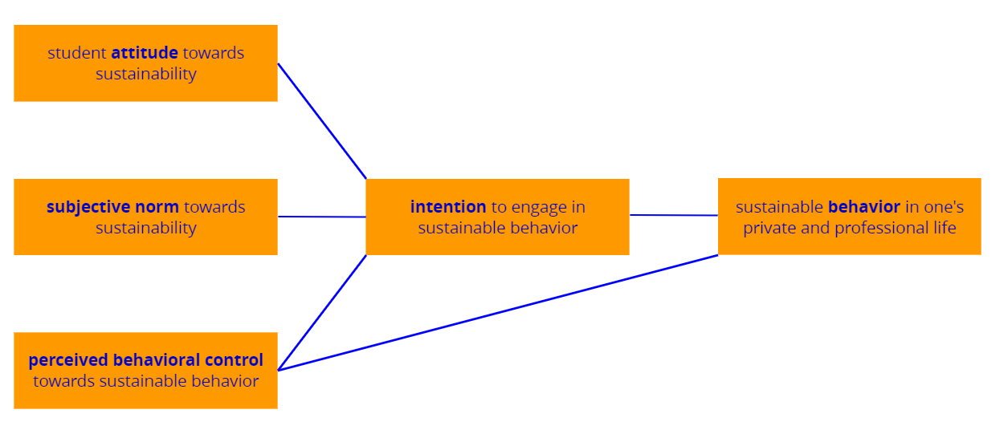 student attitude towards
sustainability
subjective norm towards
sustainability
perceived behavioral control
towards sustainable behavior
intention to engage in
sustainable behavior
sustainable behavior in one's
private and professional life